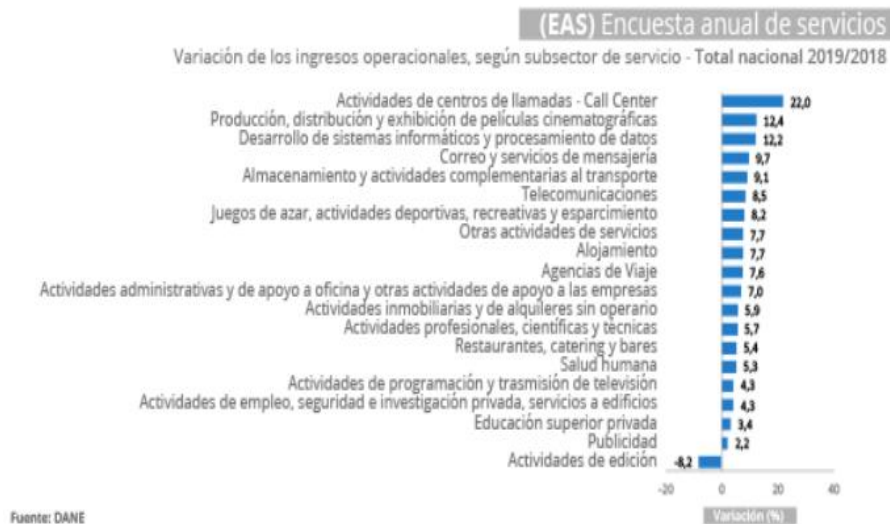 (EAS) Encuesta anual de servicios
Variación de los ingresos operacionales, según subsector de servicio - Total nacional 2019/2018
Actividades de centros de llamadas - Call Center 22,0
Producción, distribución y exhibición de películas cinematográficas 12,4
Desarrollo de sistemas informáticos y procesamiento de datos 12,2
Correo y servicios de mensajería 9,7
Almacenamiento y actividades complementarias al transporte 9,1
Telecomunicaciones 8,5
Juegos de azar, actividades deportivas, recreativas y esparcimiento 8,2
Otras actividades de servicios 7,7
Alojamiento 7,7
Agencias de Viaje 7,6
Actividades administrativas y de apoyo a oficina y otras actividades de apoyo a las empresas 7,0
Actividades inmobiliarias y de alquileres sin operario 5,9
Actividades profesionales, científicas y técnicas 5,7
Restaurantes, catering y bares 5,4
Salud humana 5,3
Actividades de programación y trasmisión de televisión 4,3
Actividades de empleo, seguridad e investigación privada, servicios a edificios 4,3
Educación superior privada 3,4
Publicidad 2,2
Actividades de edición -8,2
-20 0 20 40
Variación (%)
Fuente: DANE